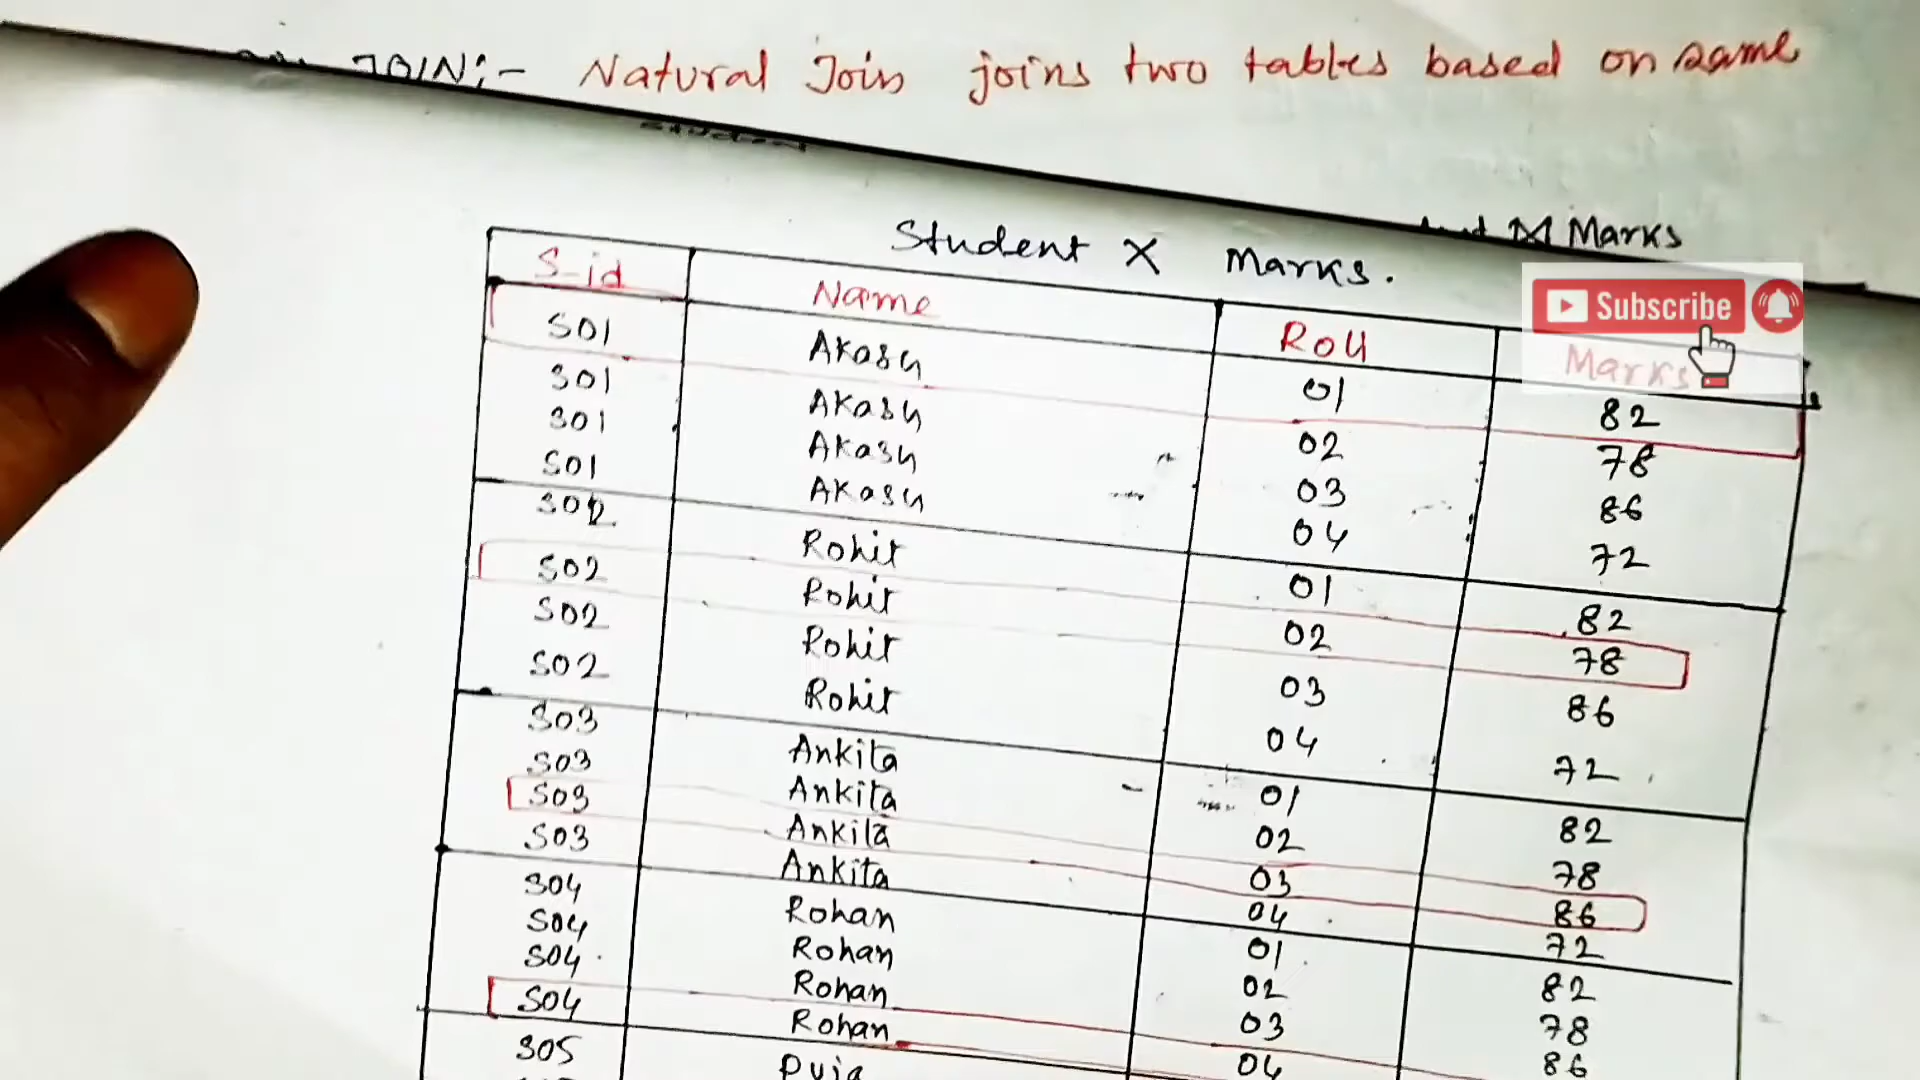 JOIN:- Natural Join joins two tables based on same
Marks
Student X Marks.
Subscribe
S-id Name Roll Marks
S01 Akash 01 82
S01 Akash 02 78
S01 Akash 03 86
S01 Akash 04 72
S02 Rohit 01 82
S02 Rohit 02 78
S02 Rohit 03 86
S02 Rohit 04 72
S03 Ankita 01 82
S03 Ankita 02 78
S03 Ankita 03 86
S03 Ankita 04 72
S04 Rohan 01 82
S04 Rohan 02 78
S04 Rohan 03 86
S04 Rohan 04
S05 Puja